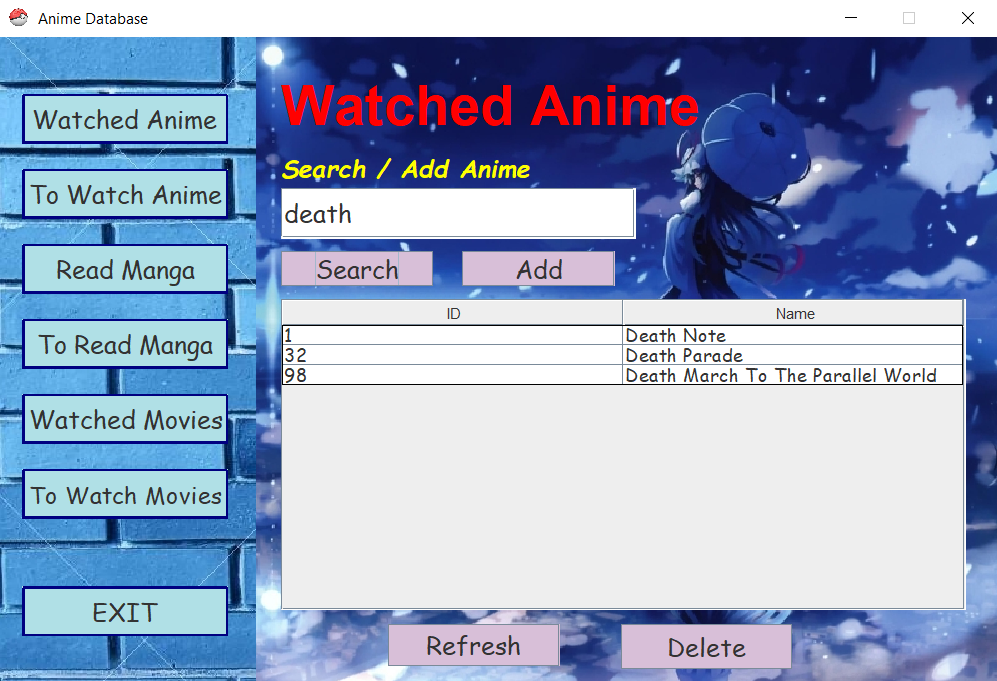 Anime Database
Watched Anime
To Watch Anime
Read Manga
To Read Manga
Watched Movies
To Watch Movies
EXIT
Watched Anime
Search / Add Anime
death
Search Add
ID Name
1 Death Note
32 Death Parade
98 Death March To The Parallel World
Refresh Delete